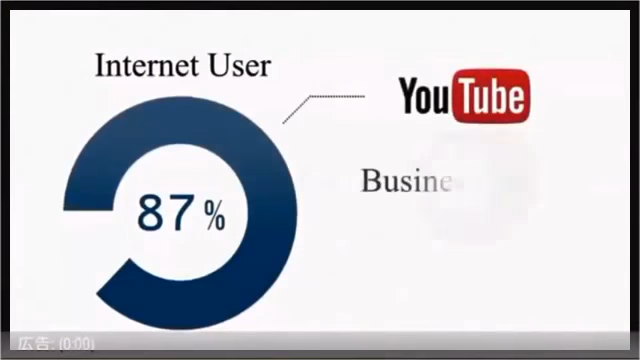 Internet User
YouTube
Busine
87%
広告: (0:00)